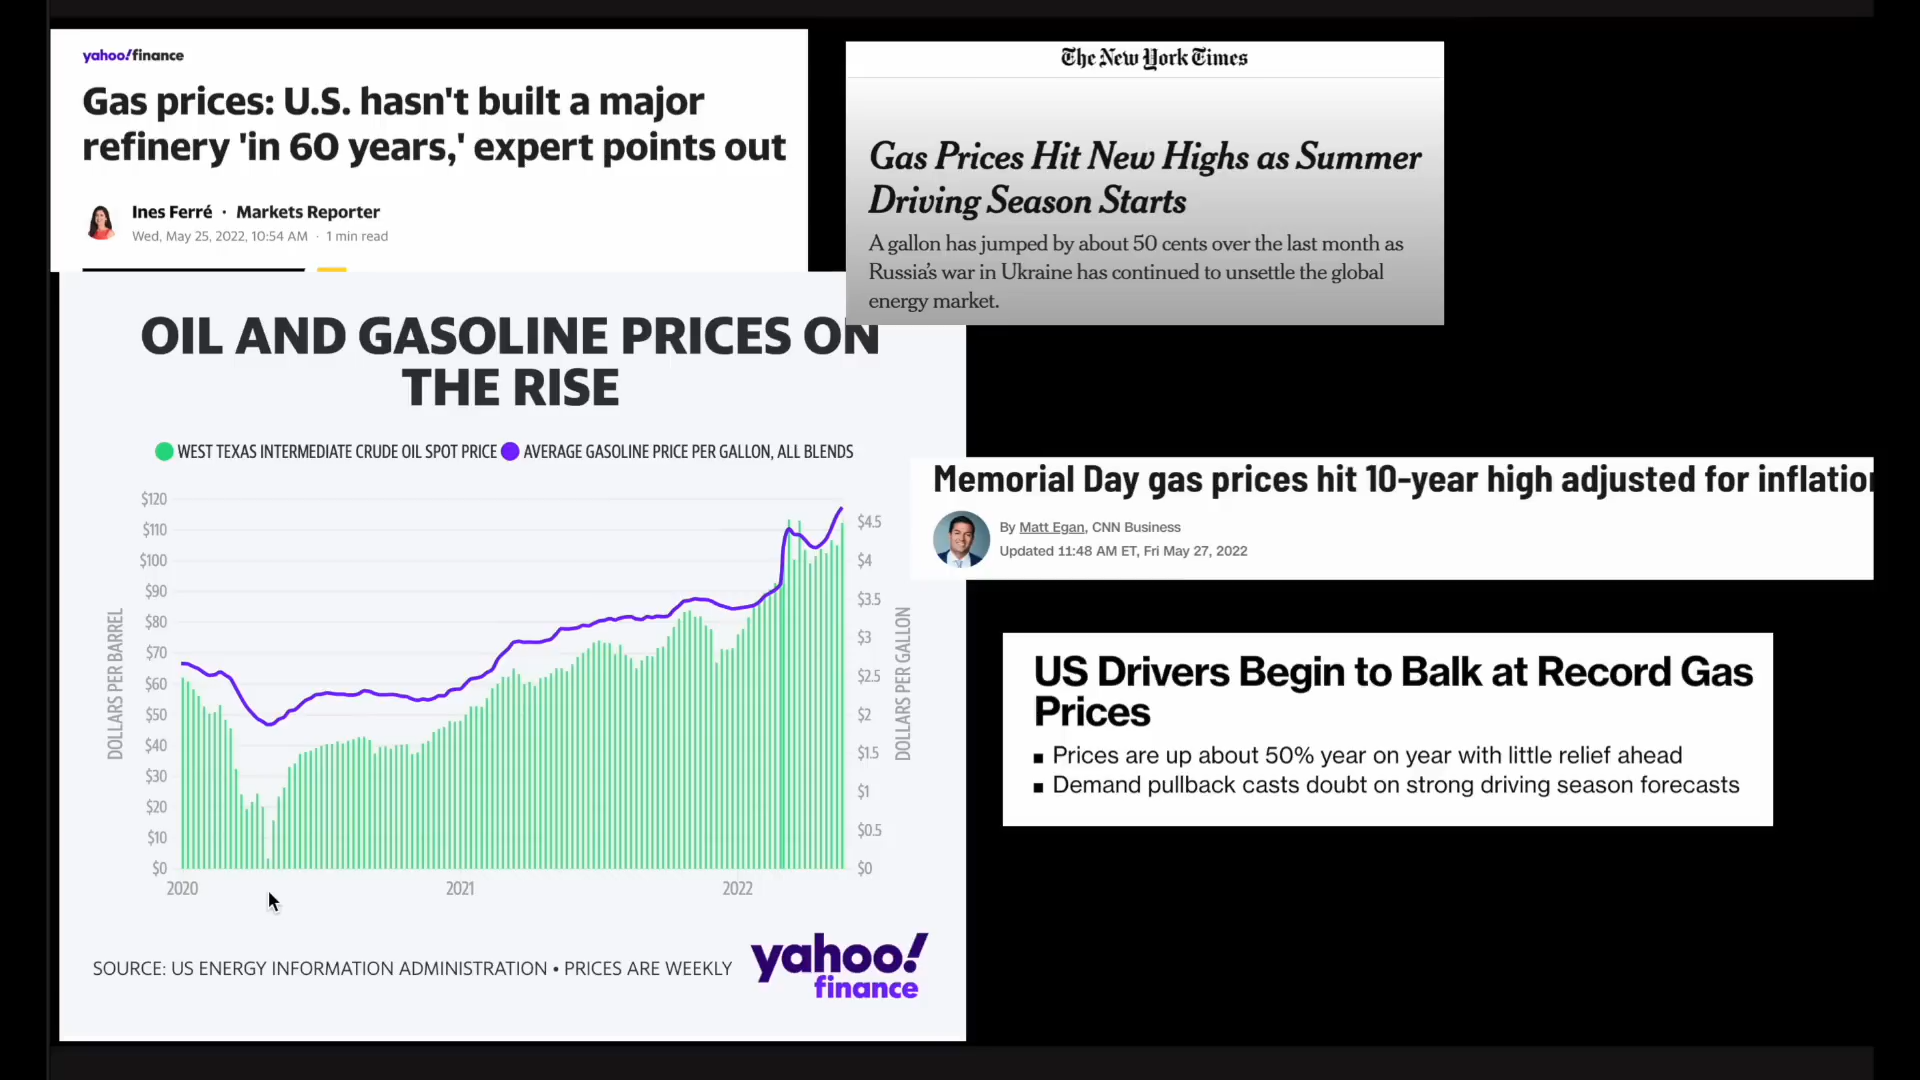 yahoo!finance
Gas prices: U.S. hasn't built a major
refinery 'in 60 years,' expert points out
Ines Ferré · Markets Reporter
Wed, May 25, 2022, 10:54 AM · 1 min read
The New York Times
Gas Prices Hit New Highs as Summer
Driving Season Starts
A gallon has jumped by about 50 cents over the last month as
Russia's war in Ukraine has continued to unsettle the global
energy market.
OIL AND GASOLINE PRICES ON
THE RISE
WEST TEXAS INTERMEDIATE CRUDE OIL SPOT PRICE AVERAGE GASOLINE PRICE PER GALLON, ALL BLENDS
DOLLARS PER BARREL
$120
$110
$100
$90
$80
$70
$60
$50
$40
$30
$20
$10
$0
$4.5
$4
$3.5
$3
$2.5
$2
$1.5
$1
$0.5
$0
DOLLARS PER GALLON
2020 2021 2022
SOURCE: US ENERGY INFORMATION ADMINISTRATION • PRICES ARE WEEKLY
yahoo!
finance
Memorial Day gas prices hit 10-year high adjusted for inflatio
By Matt Egan, CNN Business
Updated 11:48 AM ET, Fri May 27, 2022
US Drivers Begin to Balk at Record Gas
Prices
■ Prices are up about 50% year on year with little relief ahead
■ Demand pullback casts doubt on strong driving season forecasts